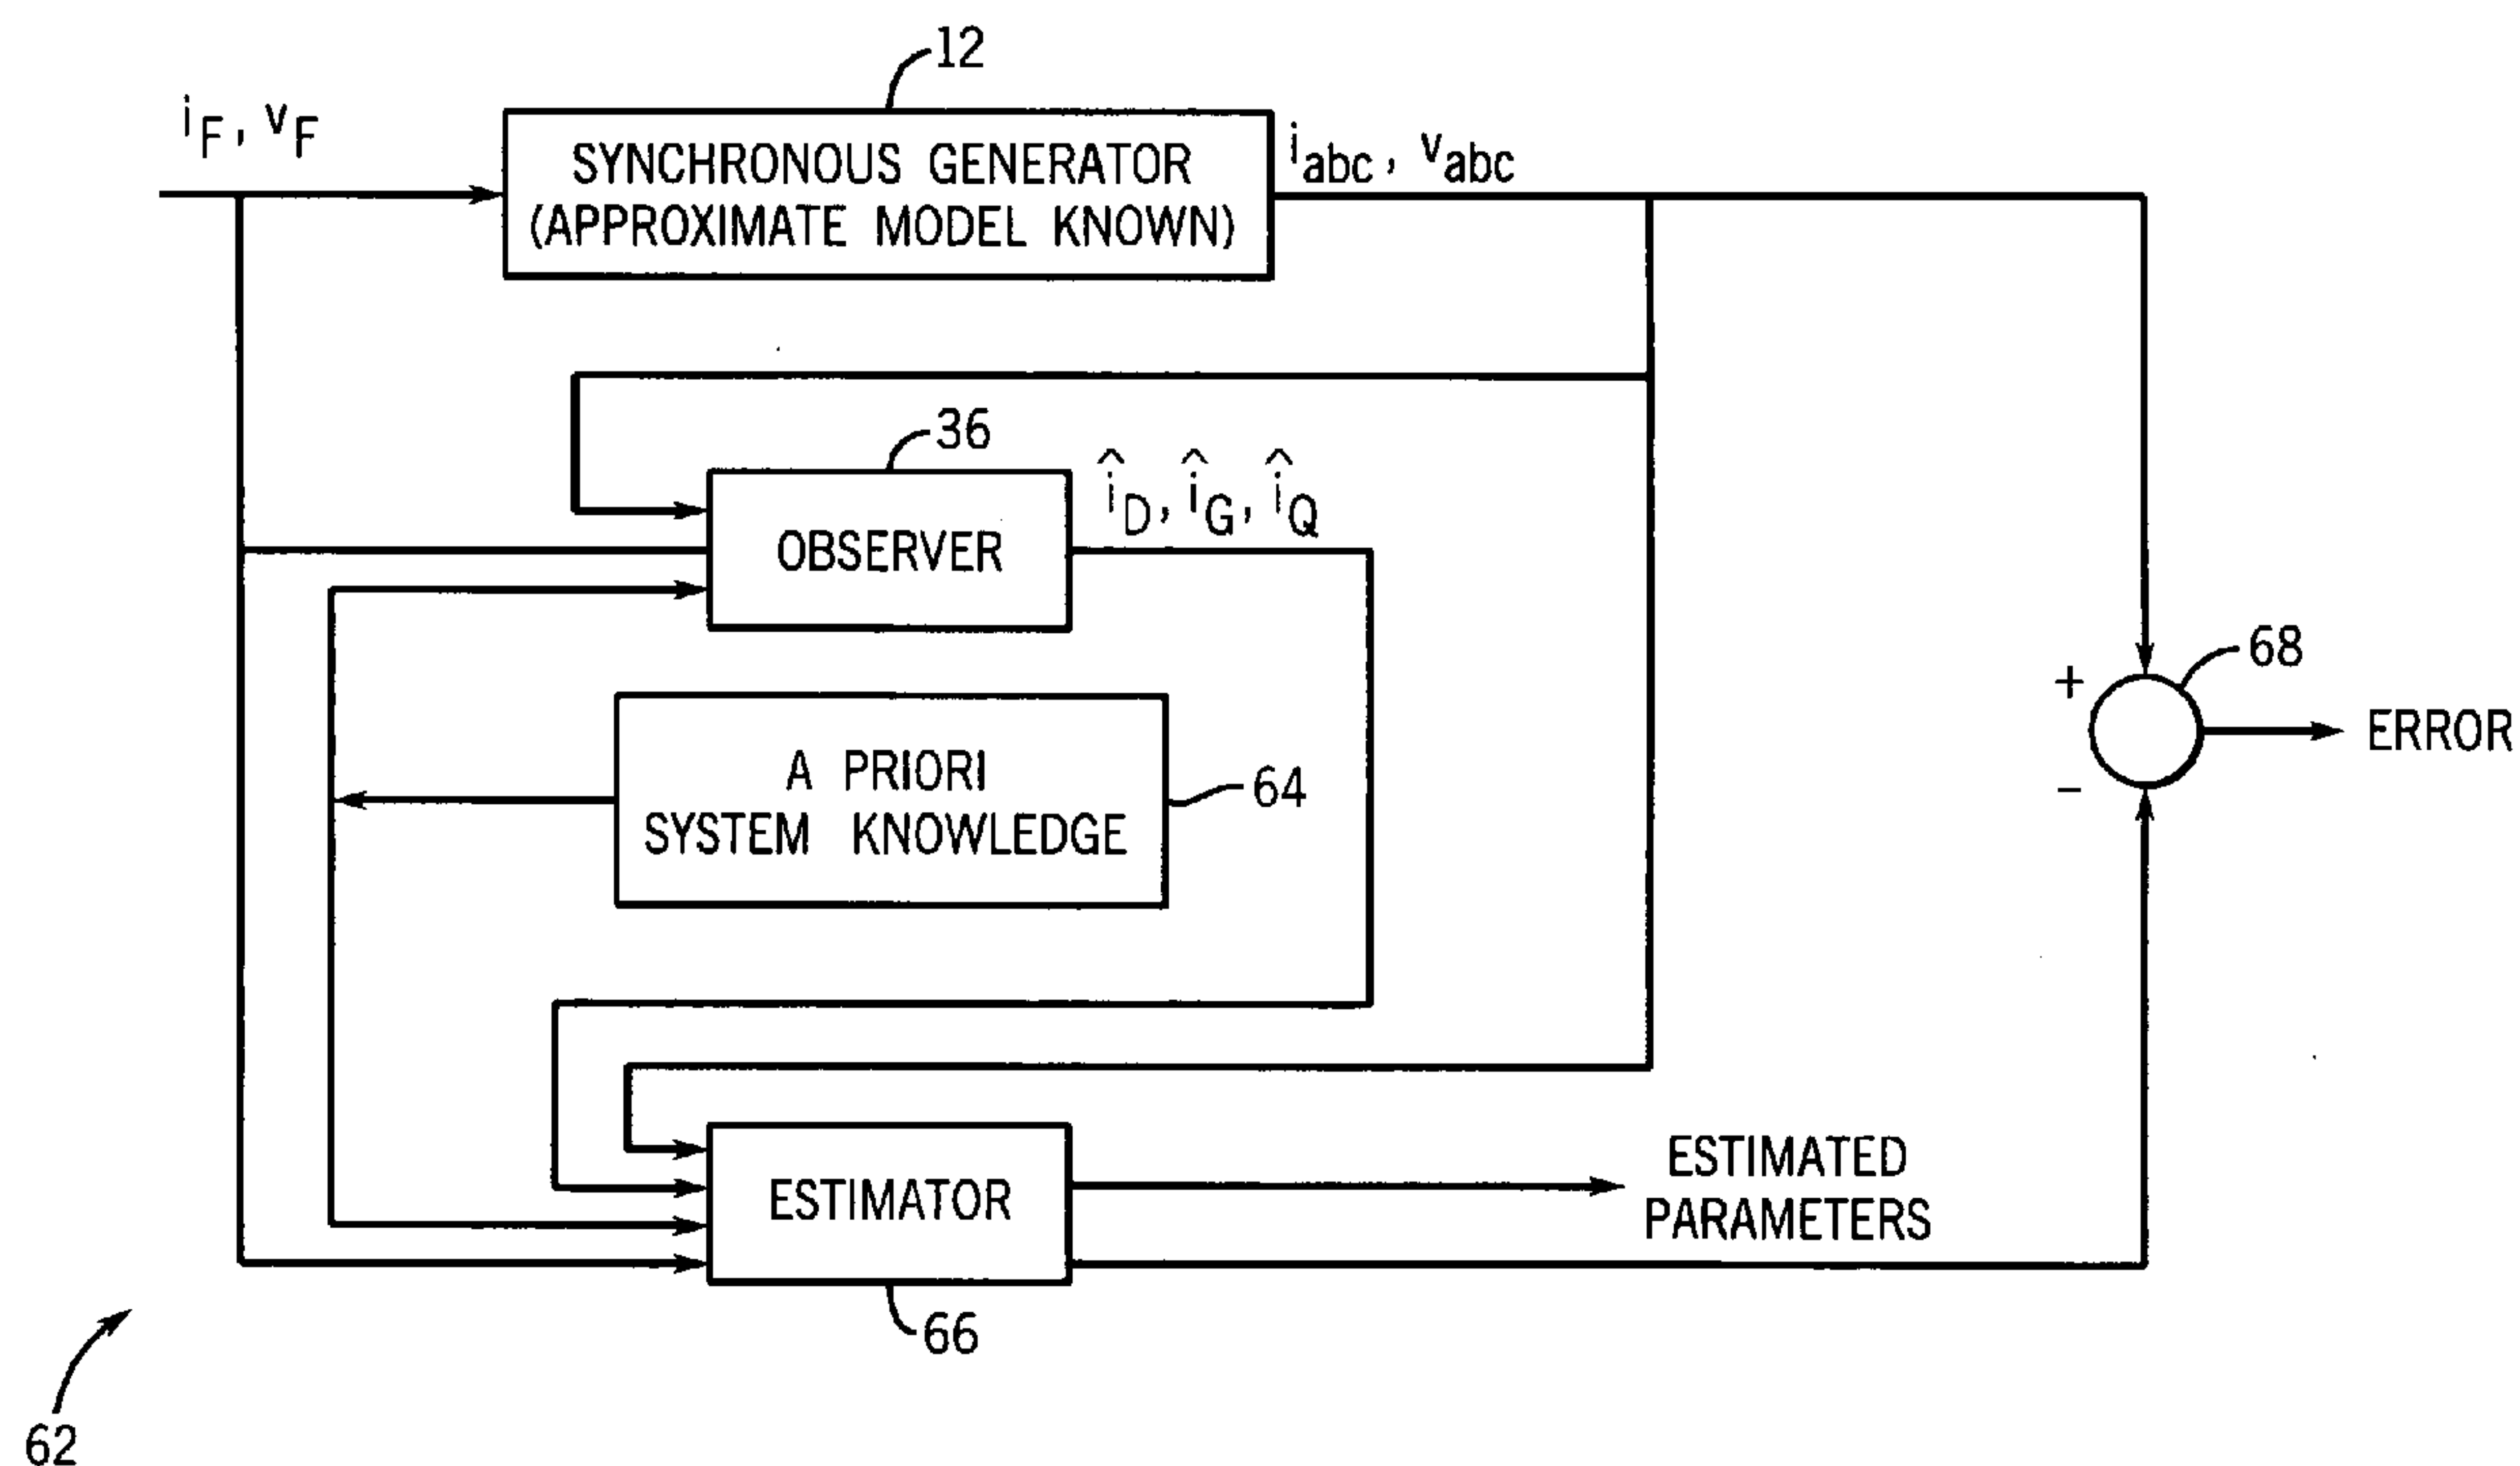 12
i_F, v_F
SYNCHRONOUS GENERATOR
(APPROXIMATE MODEL KNOWN)
i_abc, v_abc
36
î_D, î_G, î_Q
OBSERVER
68
+
-
ERROR
A PRIORI
SYSTEM KNOWLEDGE
64
ESTIMATOR
ESTIMATED
PARAMETERS
66
62